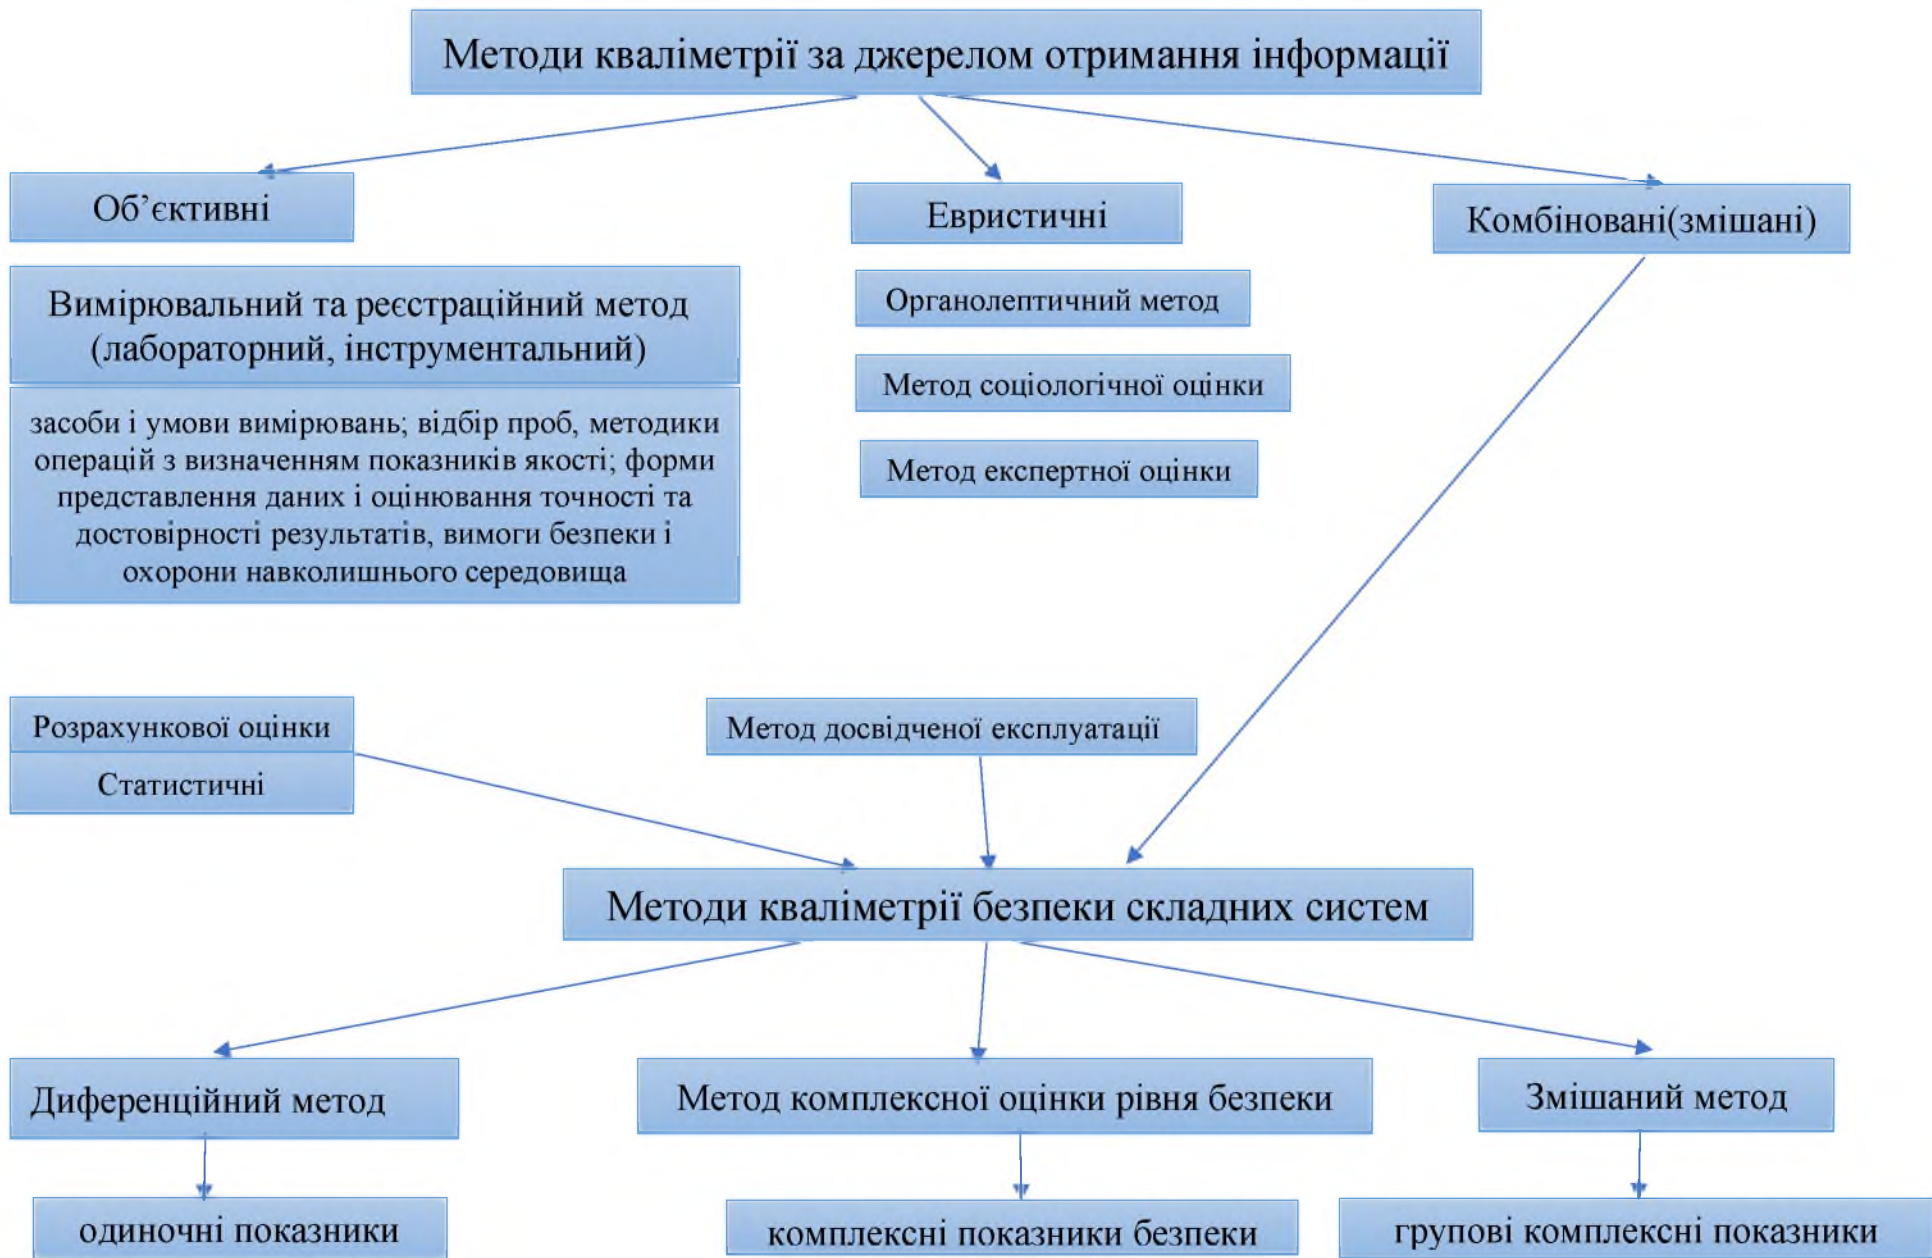 Методи кваліметрії за джерелом отримання інформації
Об’єктивні
Евристичні
Комбіновані(змішані)
Вимірювальний та реєстраційний метод
(лабораторний, інструментальний)
засоби і умови вимірювань; відбір проб, методики
операцій з визначенням показників якості; форми
представлення даних і оцінювання точності та
достовірності результатів, вимоги безпеки і
охорони навколишнього середовища
Органолептичний метод
Метод соціологічної оцінки
Метод експертної оцінки
Розрахункової оцінки
Статистичні
Метод досвідченої експлуатації
Методи кваліметрії безпеки складних систем
Диференційний метод
Метод комплексної оцінки рівня безпеки
Змішаний метод
одиночні показники
комплексні показники безпеки
групові комплексні показники